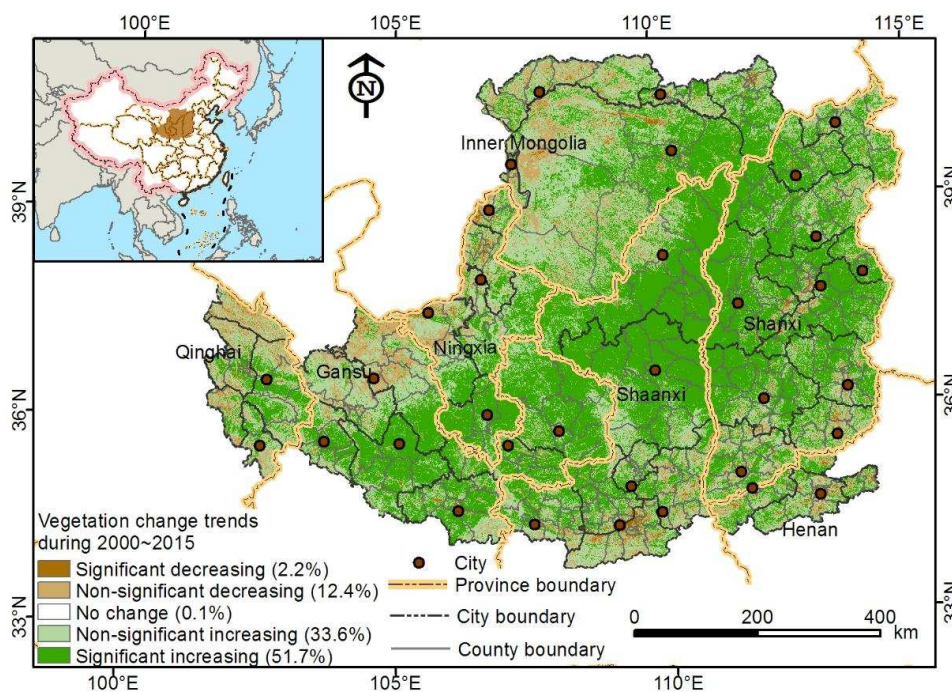 100°E
105°E
110°E
115°E
N
Inner Mongolia
39°N
39°N
Shanxi
Qinghai
Ningxia
Gansu
Shaanxi
36°N
36°N
Henan
Vegetation change trends
during 2000~2015
Significant decreasing (2.2%)
Non-significant decreasing (12.4%)
No change (0.1%)
Non-significant increasing (33.6%)
Significant increasing (51.7%)
City
Province boundary
City boundary
County boundary
0
200
400
km
33°N
33°N
100°E
105°E
110°E